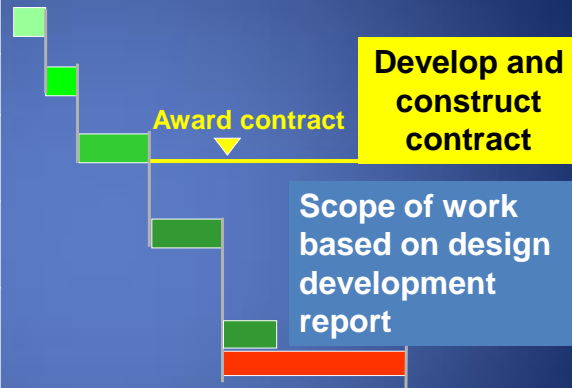 Develop and
construct
contract
Award contract
Scope of work
based on design
development
report